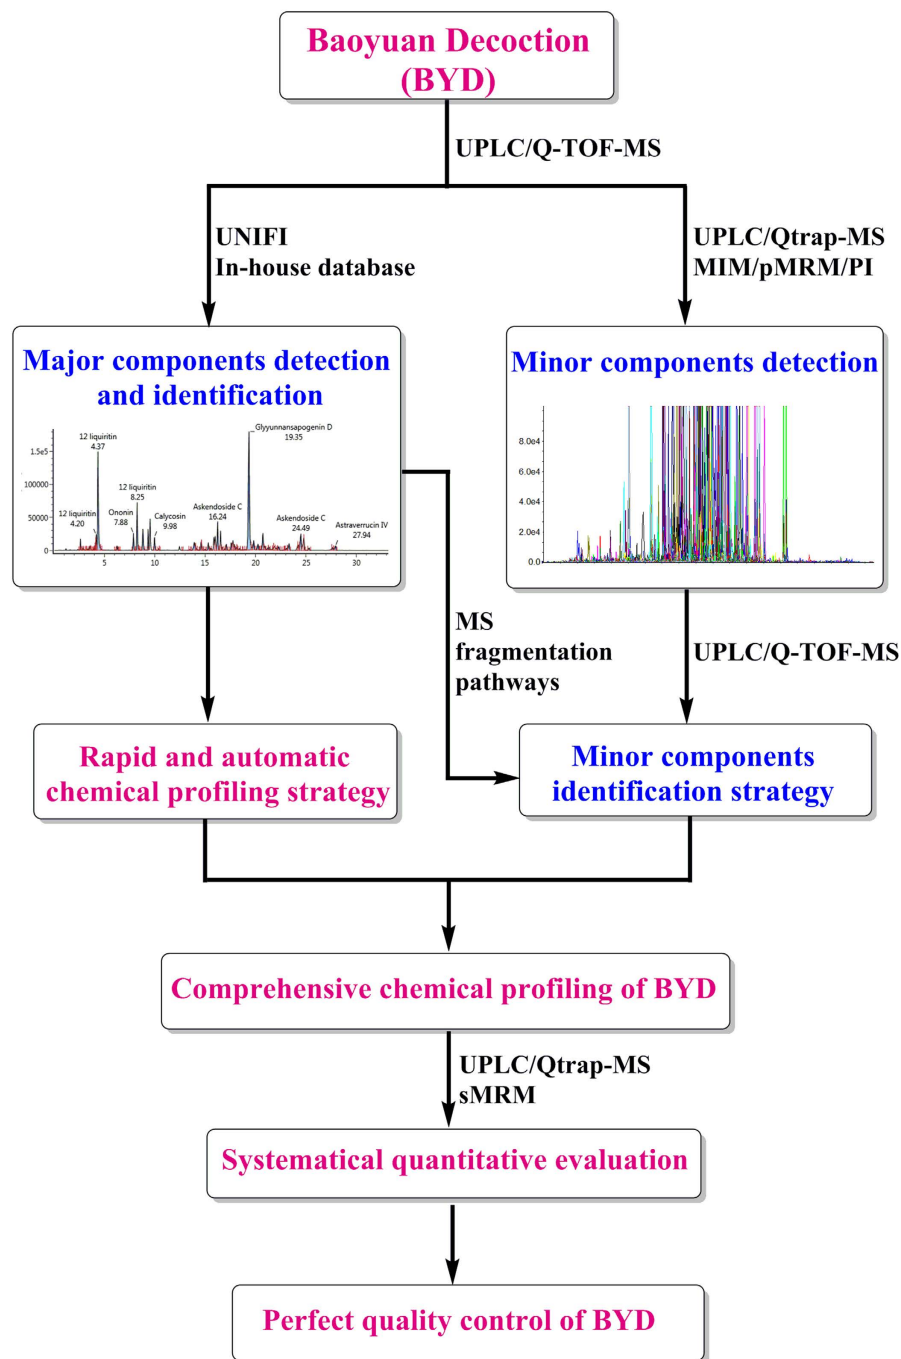 Baoyuan Decoction
(BYD)
UPLC/Q-TOF-MS
UNIFI
In-house database
UPLC/Qtrap-MS
MIM/pMRM/PI
Major components detection
and identification
Glyyunnansapogenin D
19.35
12 liquiritin
4.37
1.5e5
100000
50000
0
12 liquiritin
8.25
12 liquiritin
4.20
Ononin
7.88
Calycosin
9.98
Askendoside C
16.24
Askendoside C
24.49
Astraverrucin IV
27.94
5
10
15
20
25
30
Minor components detection
8.0e4
6.0e4
4.0e4
2.0e4
0.0
MS
fragmentation
pathways
UPLC/Q-TOF-MS
Rapid and automatic
chemical profiling strategy
Minor components
identification strategy
Comprehensive chemical profiling of BYD
UPLC/Qtrap-MS
sMRM
Systematical quantitative evaluation
Perfect quality control of BYD